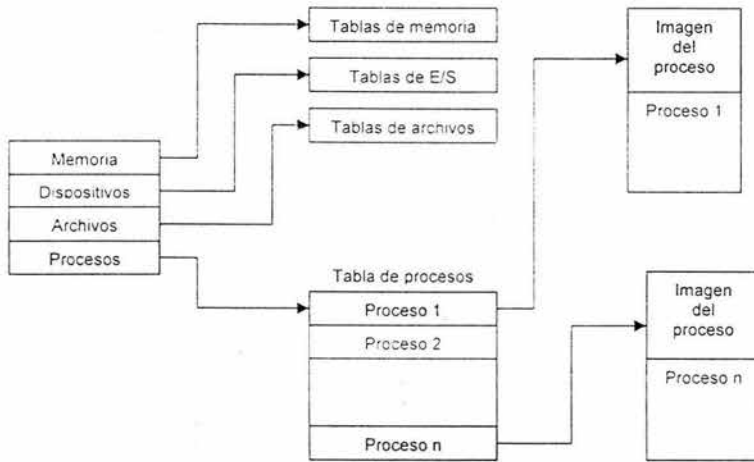 Tablas de memoria
Tablas de E/S
Tablas de archivos
Memoria
Dispositivos
Archivos
Procesos
Tabla de procesos
Proceso 1
Proceso 2
Proceso n
Imagen
del
proceso
Proceso 1
Imagen
del
proceso
Proceso n